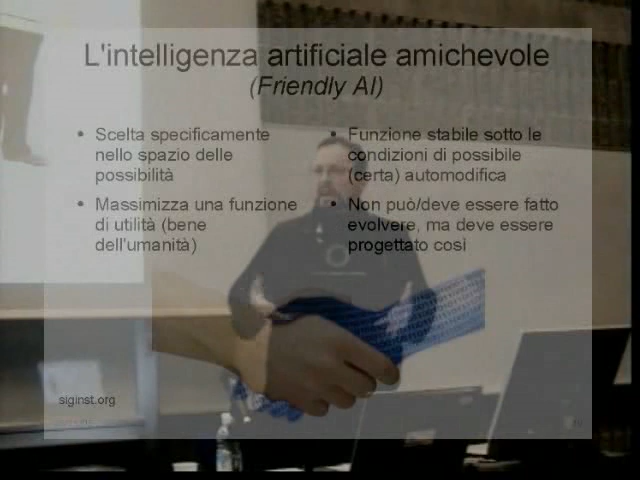 L'intelligenza artificiale amichevole
(Friendly AI)
• Scelta specificamente
nello spazio delle
possibilità
• Massimizza una funzione
di utilità (bene
dell'umanità)
• Funzione stabile sotto le
condizioni di possibile
(certa) automodifica
• Non può/deve essere fatto
evolvere, ma deve essere
progettato così
siginst.org